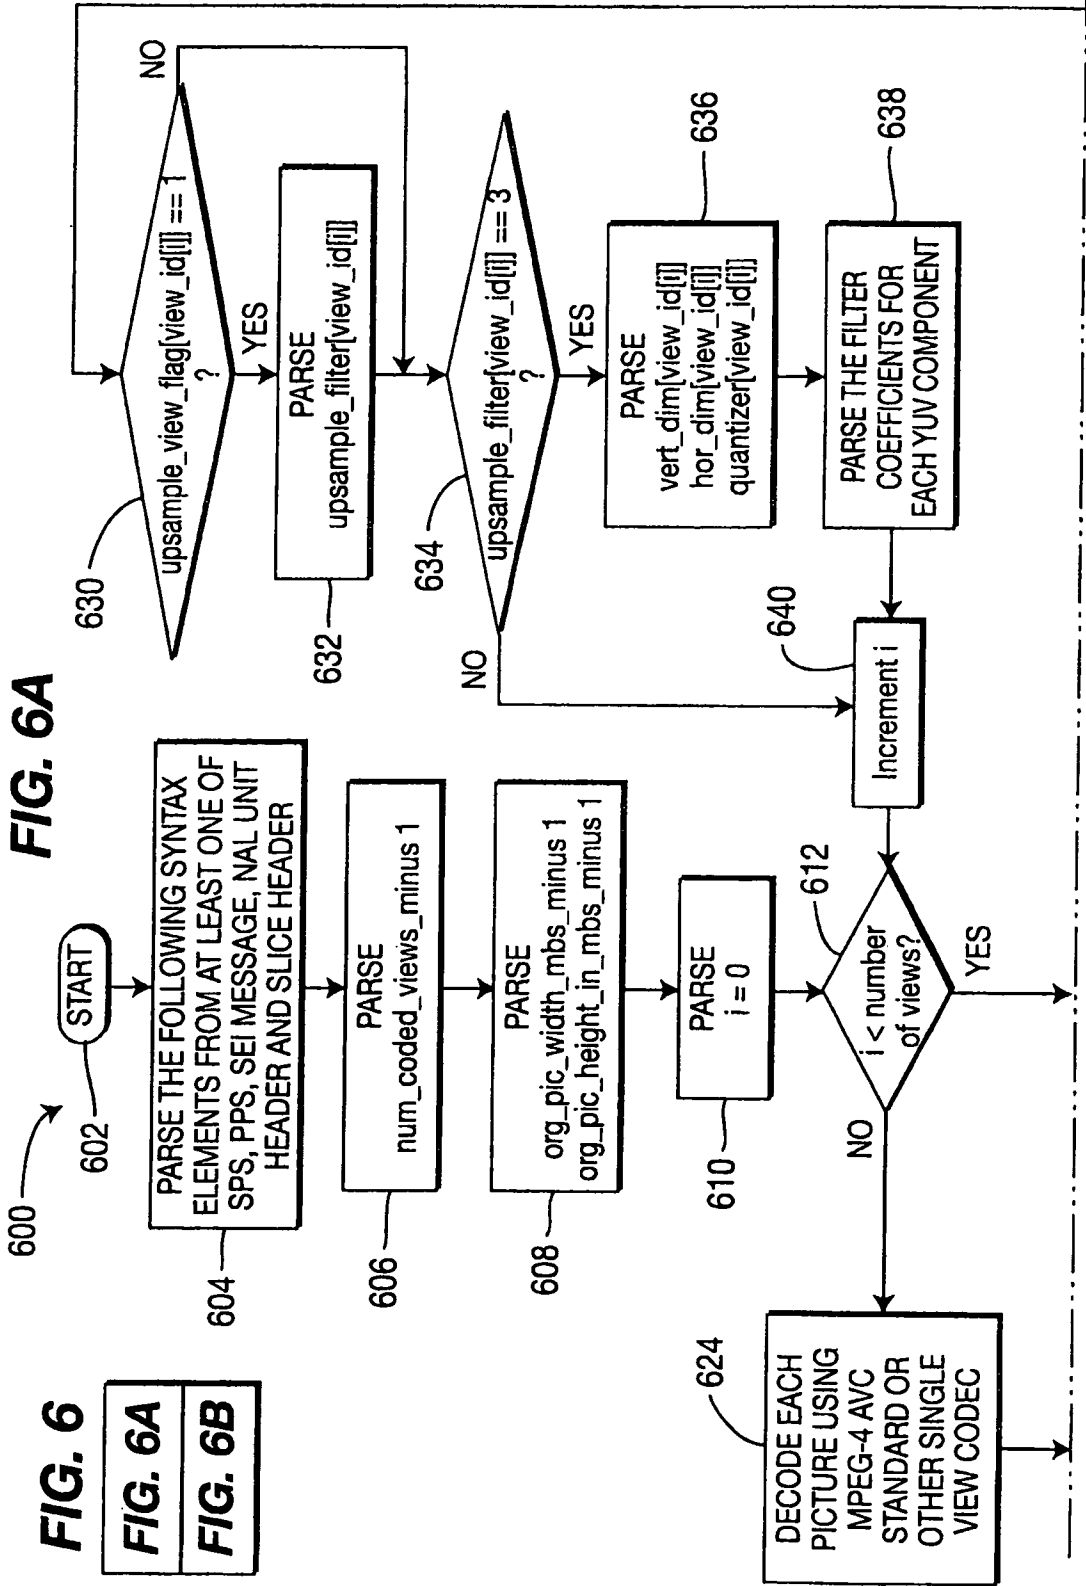 FIG. 6
FIG. 6A
FIG. 6B
FIG. 6A
600
START
602
PARSE THE FOLLOWING SYNTAX
ELEMENTS FROM AT LEAST ONE OF
SPS, PPS, SEI MESSAGE, NAL UNIT
HEADER AND SLICE HEADER
604
PARSE
num_coded_views_minus 1
606
PARSE
org_pic_width_mbs_minus 1
org_pic_height_in_mbs_minus 1
608
PARSE
i = 0
610
i < number
of views?
612
NO
YES
DECODE EACH
PICTURE USING
MPEG-4 AVC
STANDARD OR
OTHER SINGLE
VIEW CODEC
624
upsample_view_flag[view_id[i]] == 1
?
630
NO
YES
PARSE
upsample_filter[view_id[i]]
632
upsample_filter[view_id[i]] == 3
?
634
NO
YES
PARSE
vert_dim[view_id[i]]
hor_dim[view_id[i]]
quantizer[view_id[i]]
636
PARSE THE FILTER
COEFFICIENTS FOR
EACH YUV COMPONENT
638
Increment i
640